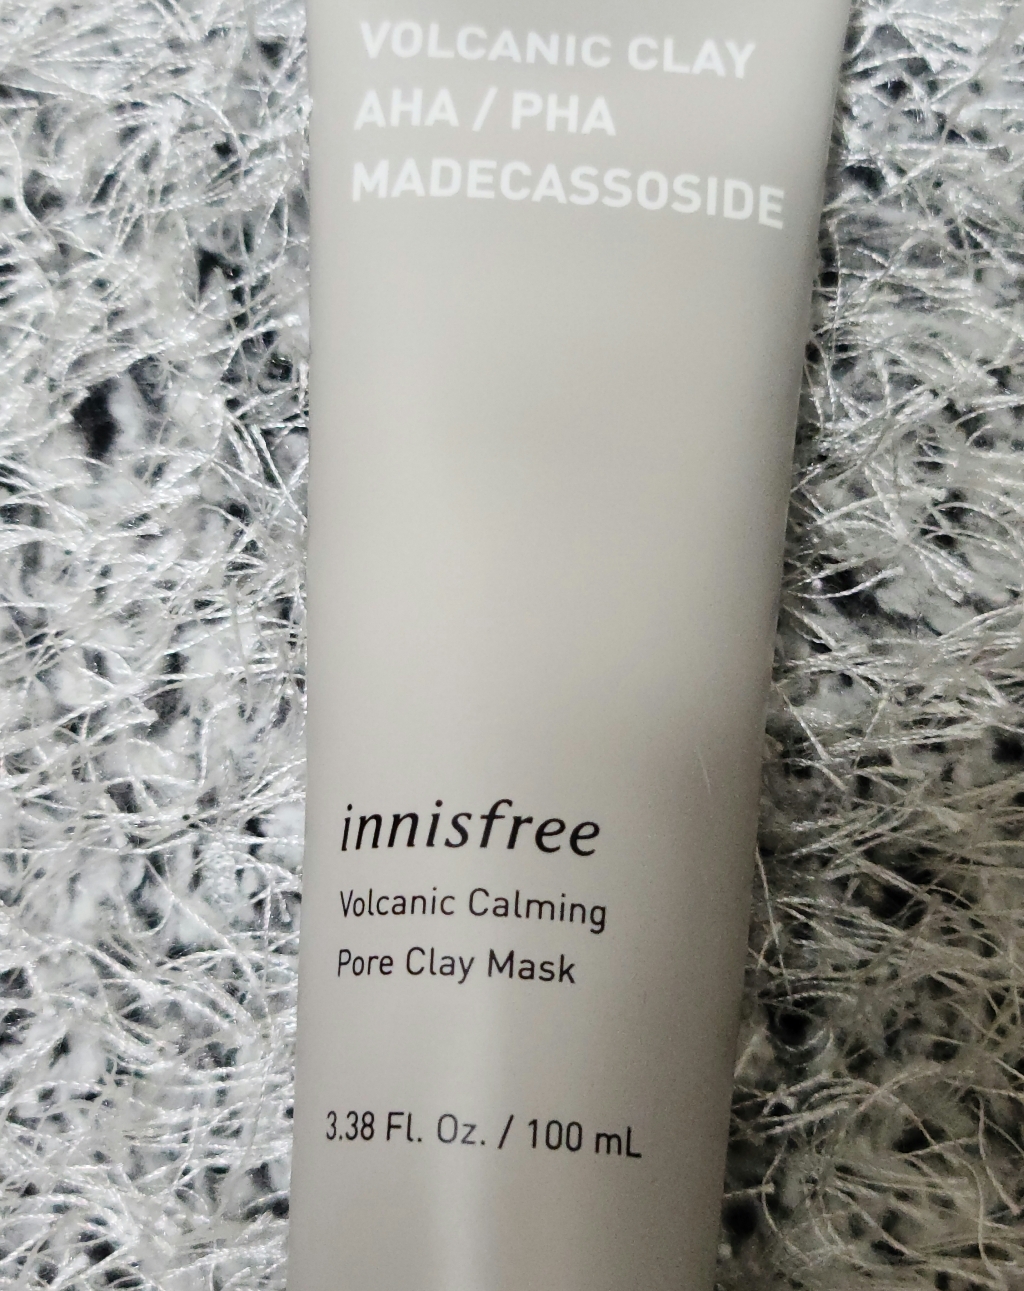 VOLCANIC CLAY
AHA / PHA
MADECASSOSIDE
innisfree
Volcanic Calming
Pore Clay Mask
3.38 Fl. Oz. / 100 mL